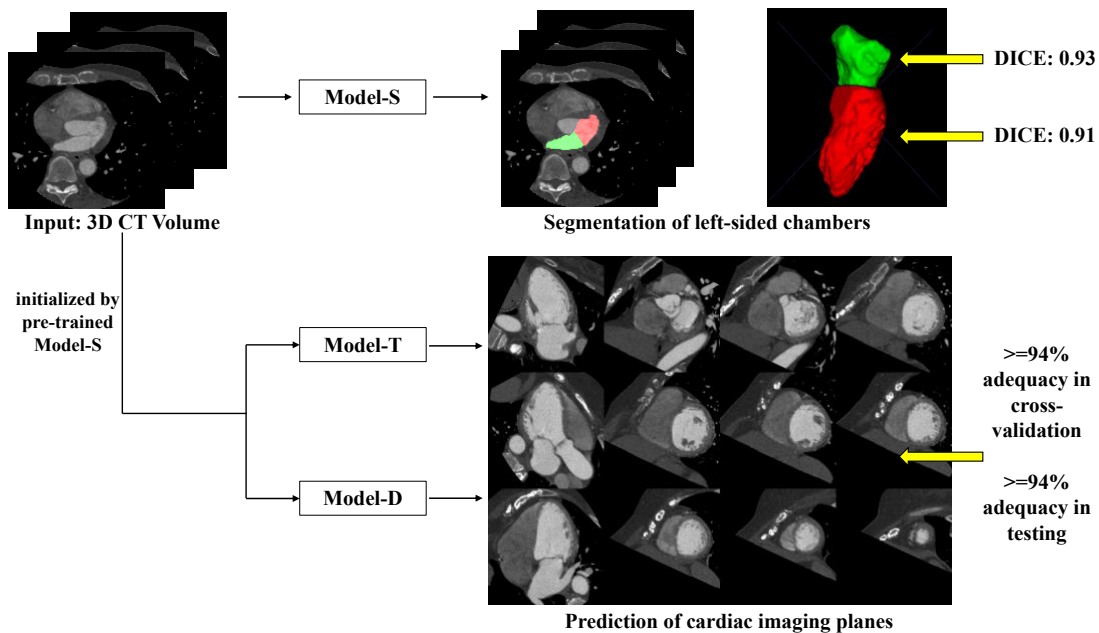 Model-S
DICE: 0.93
DICE: 0.91
Input: 3D CT Volume
Segmentation of left-sided chambers
initialized by
pre-trained
Model-S
Model-T
Model-D
>=94%
adequacy in
cross-
validation
>=94%
adequacy in
testing
Prediction of cardiac imaging planes